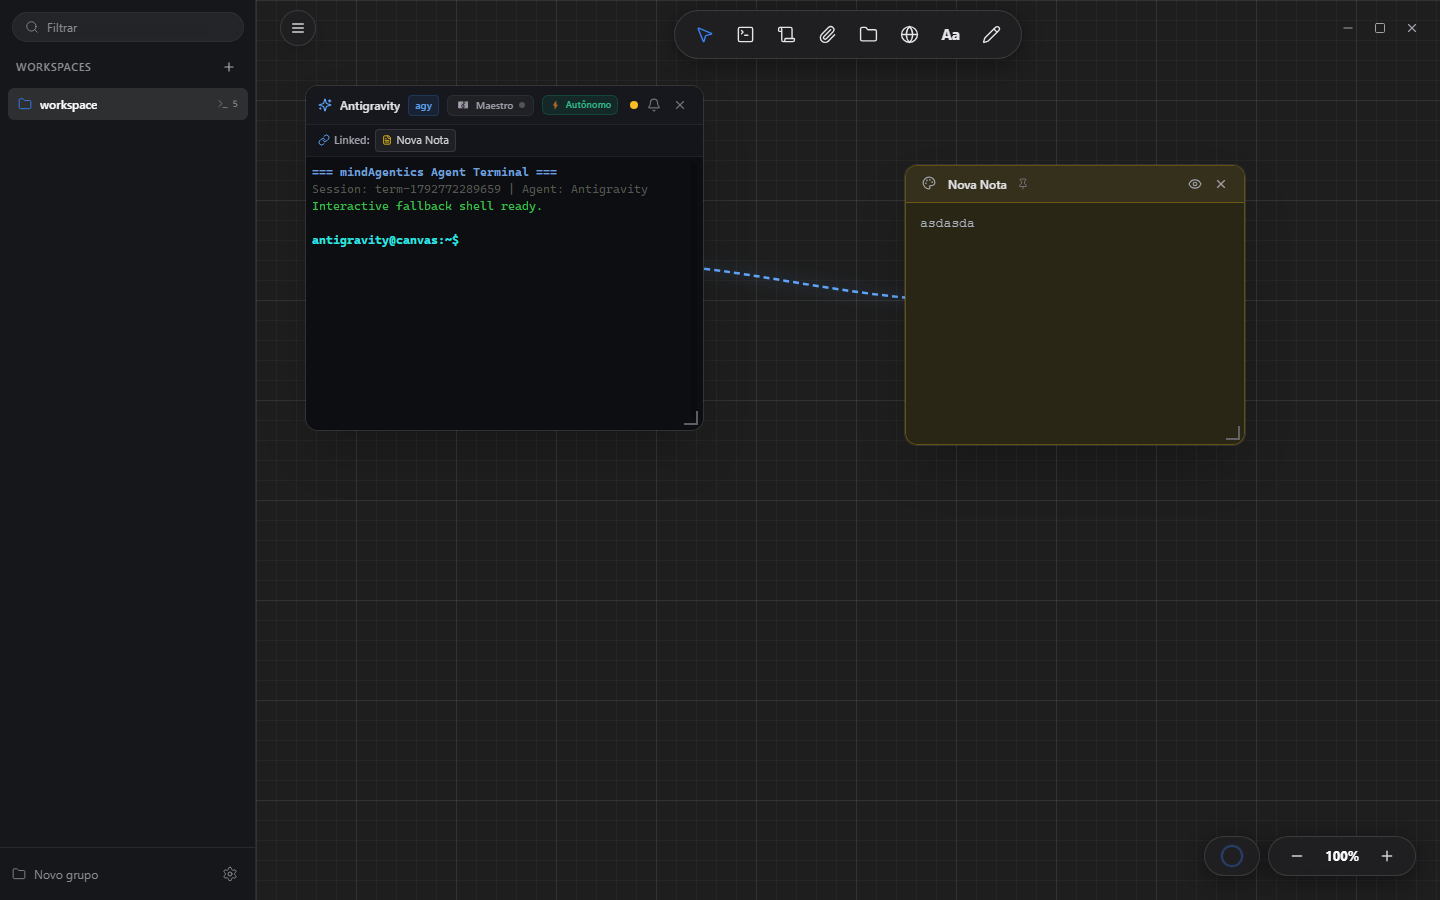 Filtrar
WORKSPACES
workspace
5
Novo grupo
Aa
Antigravity
agy
Maestro
Autônomo
Linked:
Nova Nota
=== mindAgentics Agent Terminal ===
Session: term-1792772289659 | Agent: Antigravity
Interactive fallback shell ready.
antigravity@canvas:~$
Nova Nota
asdasda
100%